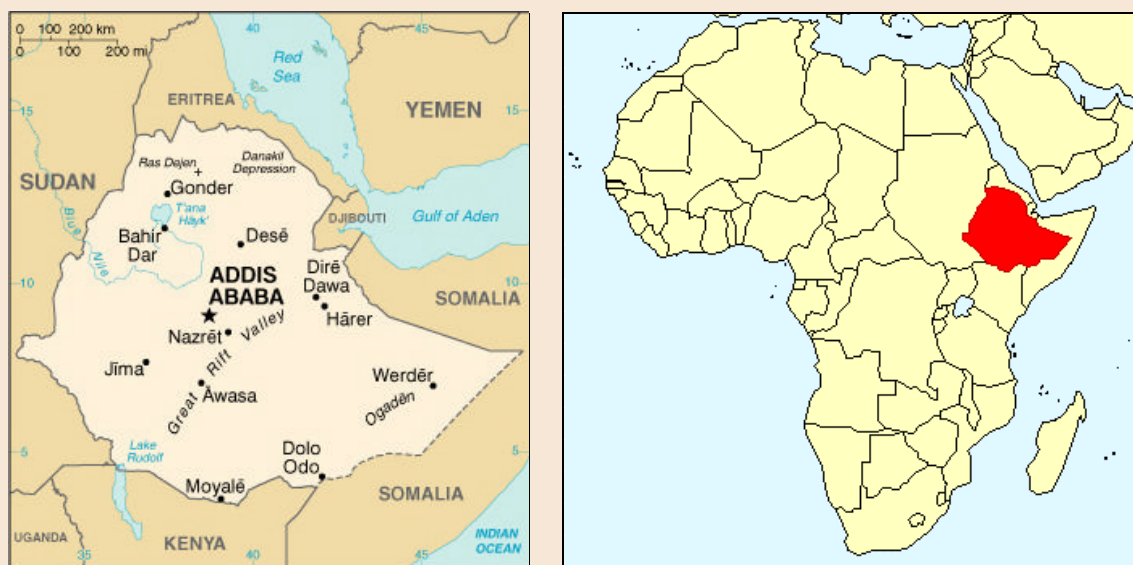 0 100 200 km
0 100 200 mi
40
45
Red
Sea
ERITREA
15
YEMEN
15
Ras Dejen
Danakil
Depression
SUDAN
Gonder
T'ana
Hāyk'
DJIBOUTI
Gulf of Aden
Blue
Nile
Bahir
Dar
Desē
ADDIS
ABABA
Dirē
Dawa
10
10
SOMALIA
Hārer
Nazrēt
Great Rift Valley
Jīma
Āwasa
Werdēr
Ogadēn
5
5
Lake
Rudolf
Dolo
Odo
Moyalē
SOMALIA
UGANDA
KENYA
INDIAN
OCEAN
35
40
45